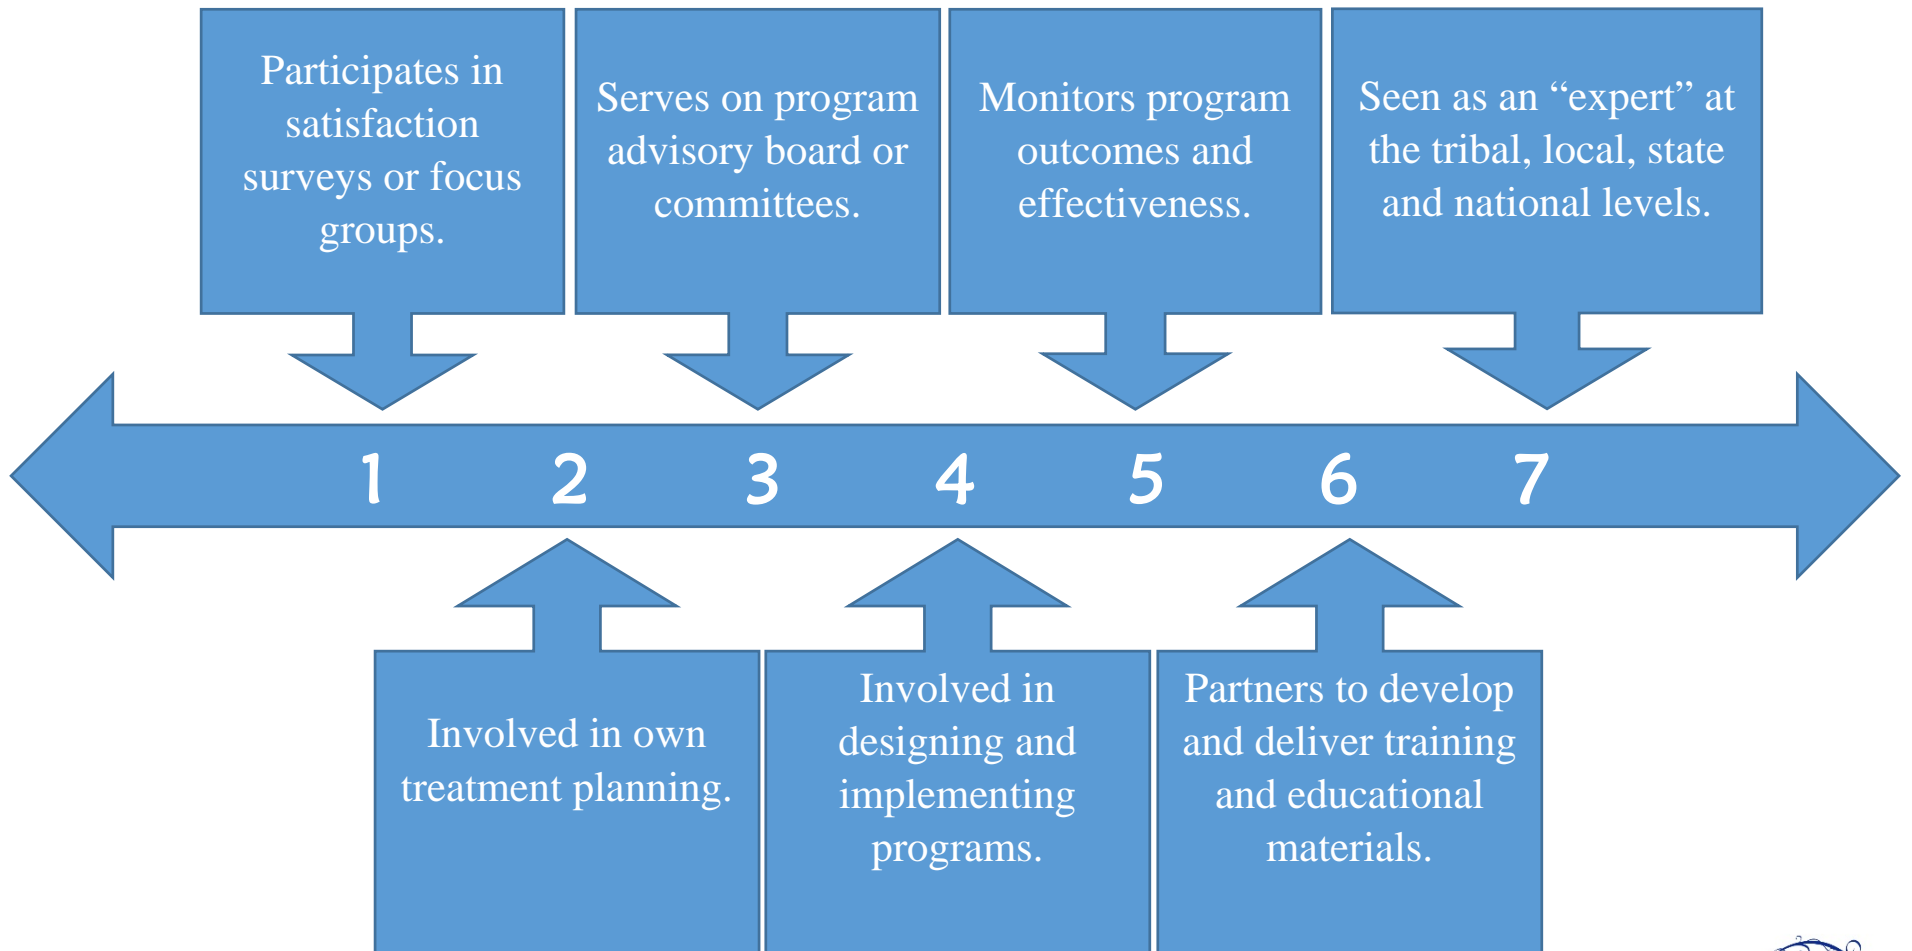 Participates in
satisfaction
surveys or focus
groups.
Serves on program
advisory board or
committees.
Monitors program
outcomes and
effectiveness.
Seen as an “expert” at
the tribal, local, state
and national levels.
1 2 3 4 5 6 7
Involved in own
treatment planning.
Involved in
designing and
implementing
programs.
Partners to develop
and deliver training
and educational
materials.